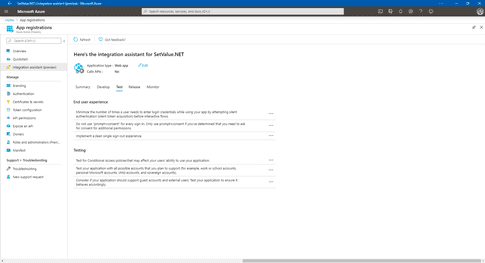 SetValue.NET | Integration assistant (preview)
Microsoft Azure
Search resources, services, and docs (G+/)
Home > App registrations
App registrations
Azure Active Directory
Search (Ctrl+/)
Overview
Quickstart
Integration assistant (preview)
Manage
Branding
Authentication
Certificates & secrets
Token configuration
API permissions
Expose an API
Owners
Roles and administrators (Previ...
Manifest
Support + Troubleshooting
Troubleshooting
New support request
Refresh
Got feedback?
Here's the integration assistant for SetValue.NET
Application type : Web app
Edit
Calls APIs : No
Summary Develop Test Release Monitor
End user experience
Minimize the number of times a user needs to enter login credentials while using your app by attempting silent
authentication (silent token acquisition) before interactive flows.
Do not use "prompt=consent" for every sign-in. Only use prompt=consent if you've determined that you need to ask
for consent for additional permissions
Implement a clean single sign-out experience.
Testing
Test for Conditional access policies that may affect your users' ability to use your application
Test your application with all possible accounts that you plan to support (for example, work or school accounts,
personal Microsoft accounts, child accounts, and sovereign accounts).
Consider if your application should support guest accounts and external users. Test your application to ensure it
behaves accordingly.